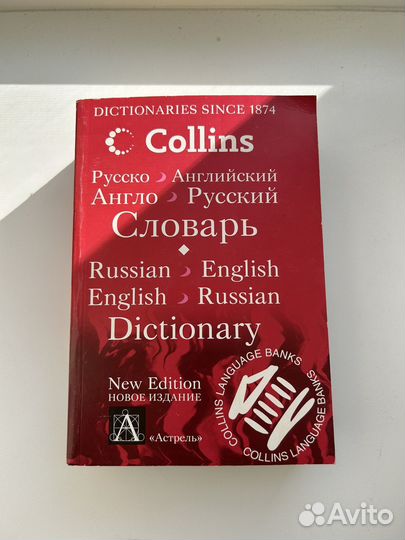 DICTIONARIES SINCE 1874
Collins
Русско Английский
Англо Русский
Словарь
Russian English
English Russian
Dictionary
New Edition
НОВОЕ ИЗДАНИЕ
А
«Астрель»
COLLINS LANGUAGE BANKS
COLLINS LANGUAGE BANKS
Avito